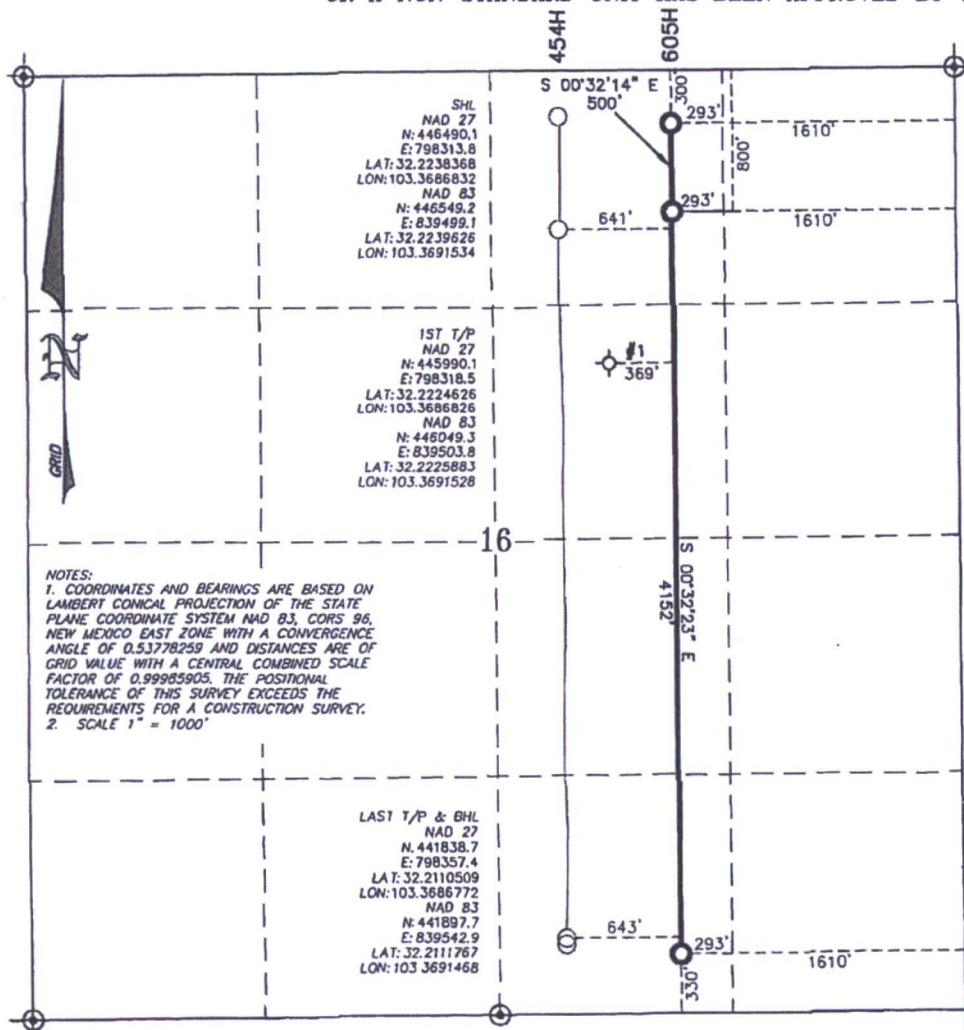 454H
605H
S 00°32'14" E
500'
300'
293'
1610'
800'
SHL
NAD 27
N: 446490.1
E: 798313.8
LAT: 32.2238368
LON: 103.3686832
NAD 83
N: 446549.2
E: 839499.1
LAT: 32.2239626
LON: 103.3691534
293'
641'
1610'
1ST T/P
NAD 27
N: 445990.1
E: 798318.5
LAT: 32.2224626
LON: 103.3686826
NAD 83
N: 446049.3
E: 839503.8
LAT: 32.2225883
LON: 103.3691528
#1
369'
GRID
16
S 00°32'23" E
4152'
NOTES:
1. COORDINATES AND BEARINGS ARE BASED ON
LAMBERT CONICAL PROJECTION OF THE STATE
PLANE COORDINATE SYSTEM NAD 83, CORS 96,
NEW MEXICO EAST ZONE WITH A CONVERGENCE
ANGLE OF 0.53778259 AND DISTANCES ARE OF
GRID VALUE WITH A CENTRAL COMBINED SCALE
FACTOR OF 0.99985905. THE POSITIONAL
TOLERANCE OF THIS SURVEY EXCEEDS THE
REQUIREMENTS FOR A CONSTRUCTION SURVEY.
2. SCALE 1" = 1000'
LAST T/P & BHL
NAD 27
N. 441838.7
E: 798357.4
LAT: 32.2110509
LON: 103.3686772
NAD 83
N: 441897.7
E: 839542.9
LAT: 32.2111767
LON: 103 3691468
643'
293'
1610'
330'